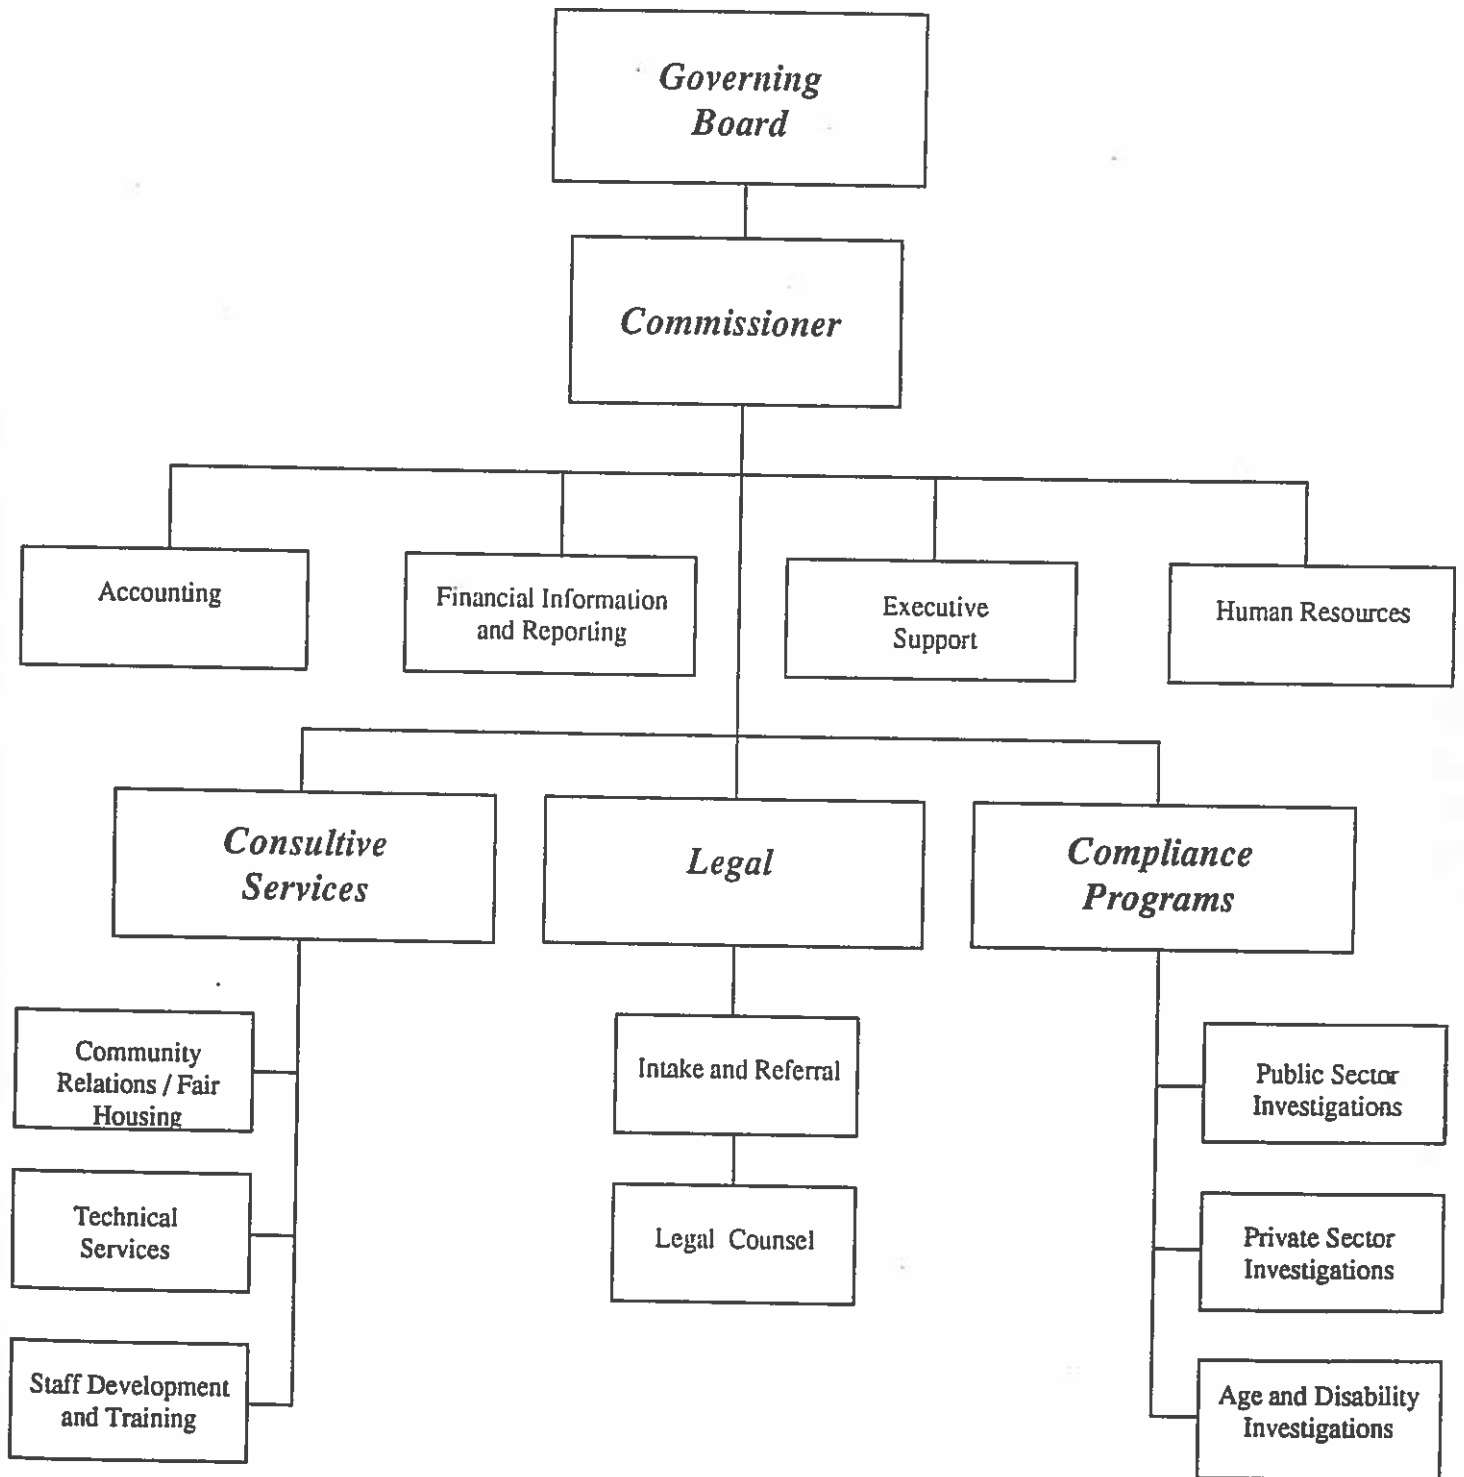 Governing
Board
Commissioner
Accounting
Financial Information
and Reporting
Executive
Support
Human Resources
Consultive
Services
Legal
Compliance
Programs
Community
Relations / Fair
Housing
Technical
Services
Staff Development
and Training
Intake and Referral
Legal Counsel
Public Sector
Investigations
Private Sector
Investigations
Age and Disability
Investigations